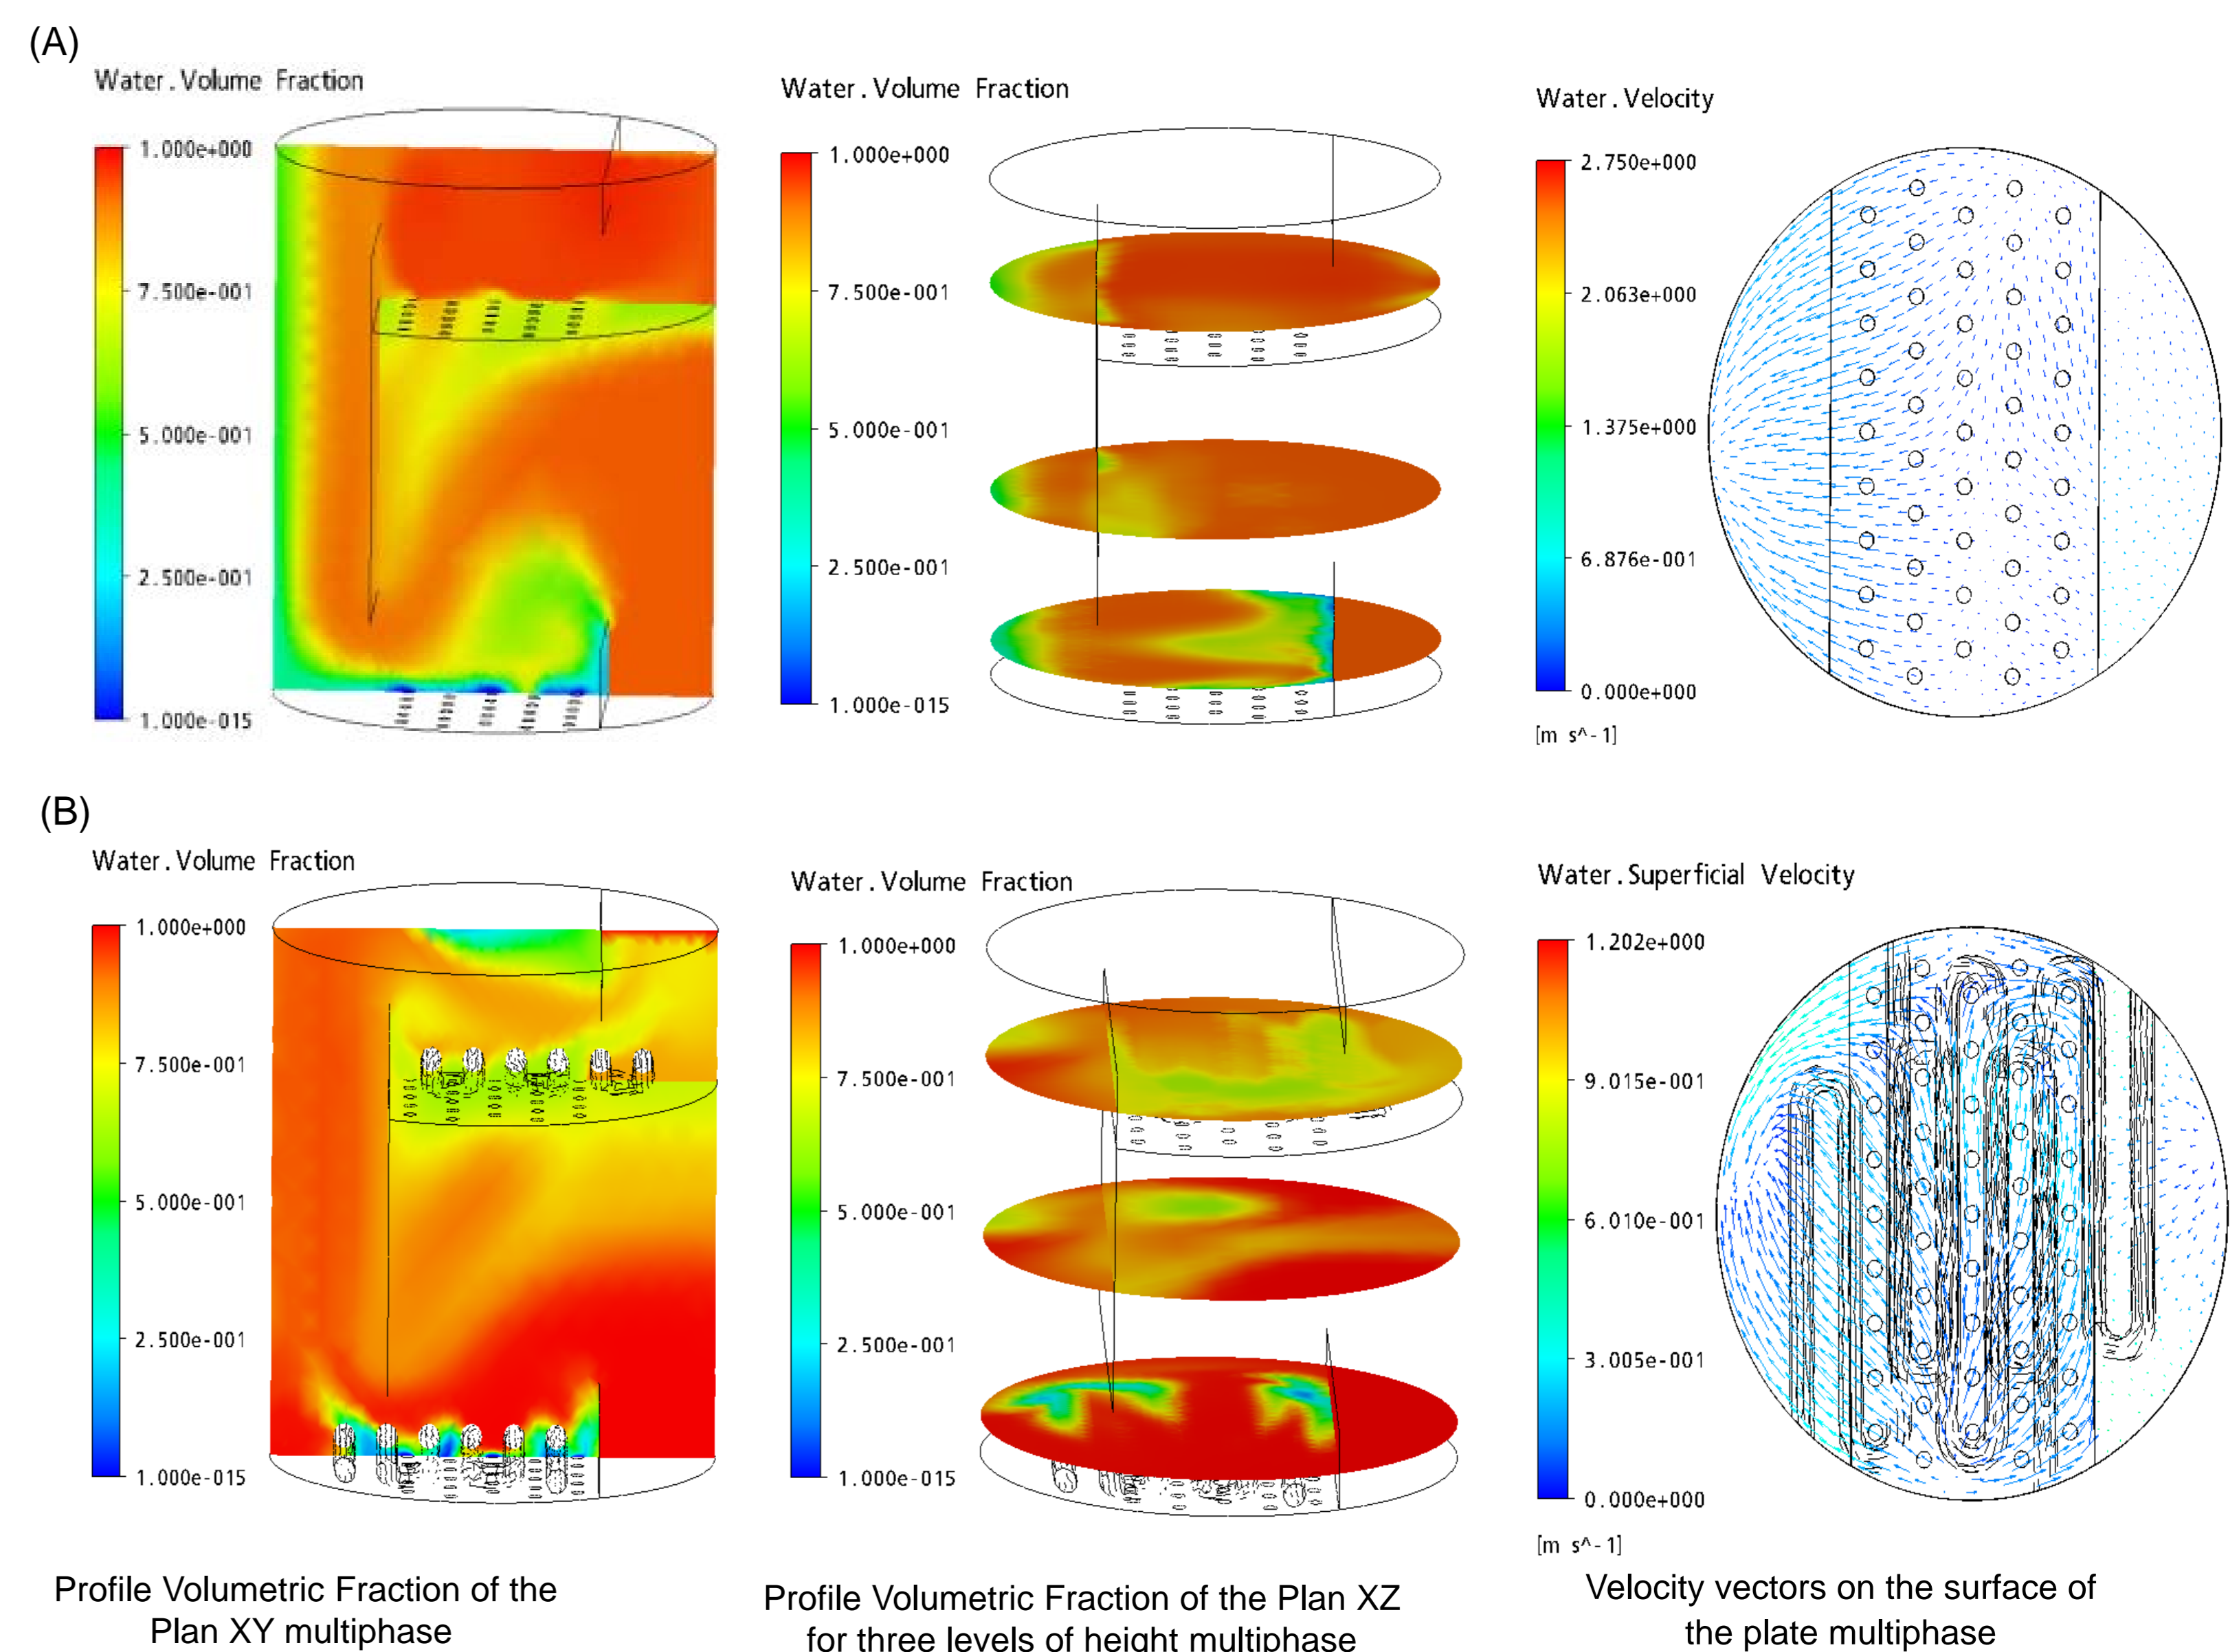 (A)
Water.Volume Fraction
1.000e+000
7.500e-001
5.000e-001
2.500e-001
1.000e-015
Water.Volume Fraction
1.000e+000
7.500e-001
5.000e-001
2.500e-001
1.000e-015
Water.Velocity
2.750e+000
2.063e+000
1.375e+000
6.876e-001
0.000e+000
[m s^-1]
(B)
Water.Volume Fraction
1.000e+000
7.500e-001
5.000e-001
2.500e-001
1.000e-015
Water.Volume Fraction
1.000e+000
7.500e-001
5.000e-001
2.500e-001
1.000e-015
Water.Superficial Velocity
1.202e+000
9.015e-001
6.010e-001
3.005e-001
0.000e+000
[m s^-1]
Profile Volumetric Fraction of the
Plan XY multiphase
Profile Volumetric Fraction of the Plan XZ
for three levels of height multiphase
Velocity vectors on the surface of
the plate multiphase